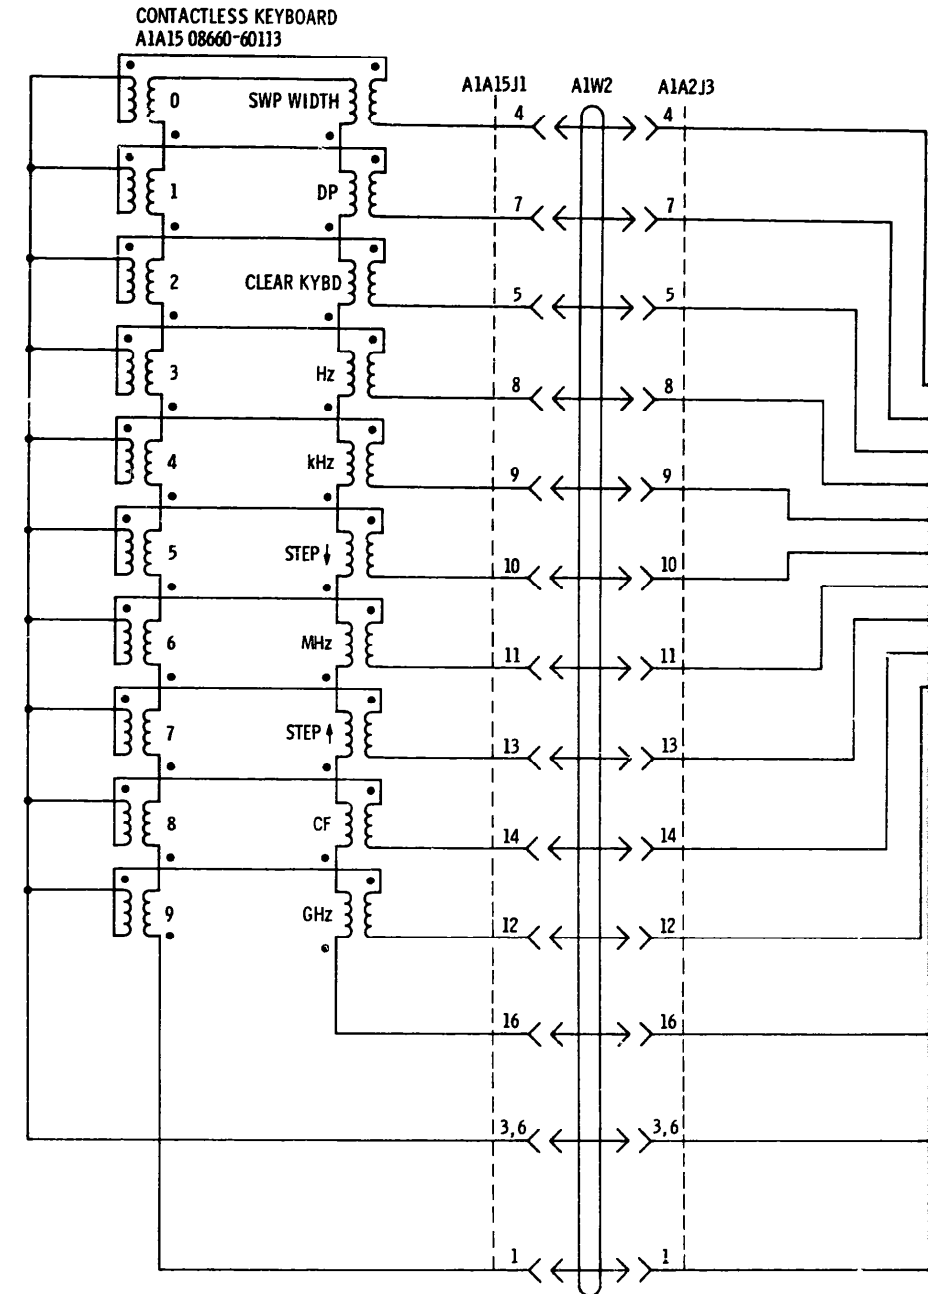 CONTACTLESS KEYBOARD
A1A15 08660-60113
A1A15J1 A1W2 A1A2J3
0 SWP WIDTH 4 4
1 DP 7 7
2 CLEAR KYBD 5 5
3 Hz 8 8
4 kHz 9 9
5 STEP ↓ 10 10
6 MHz 11 11
7 STEP ↑ 13 13
8 CF 14 14
9 GHz 12 12
16 16
3,6 3,6
1 1